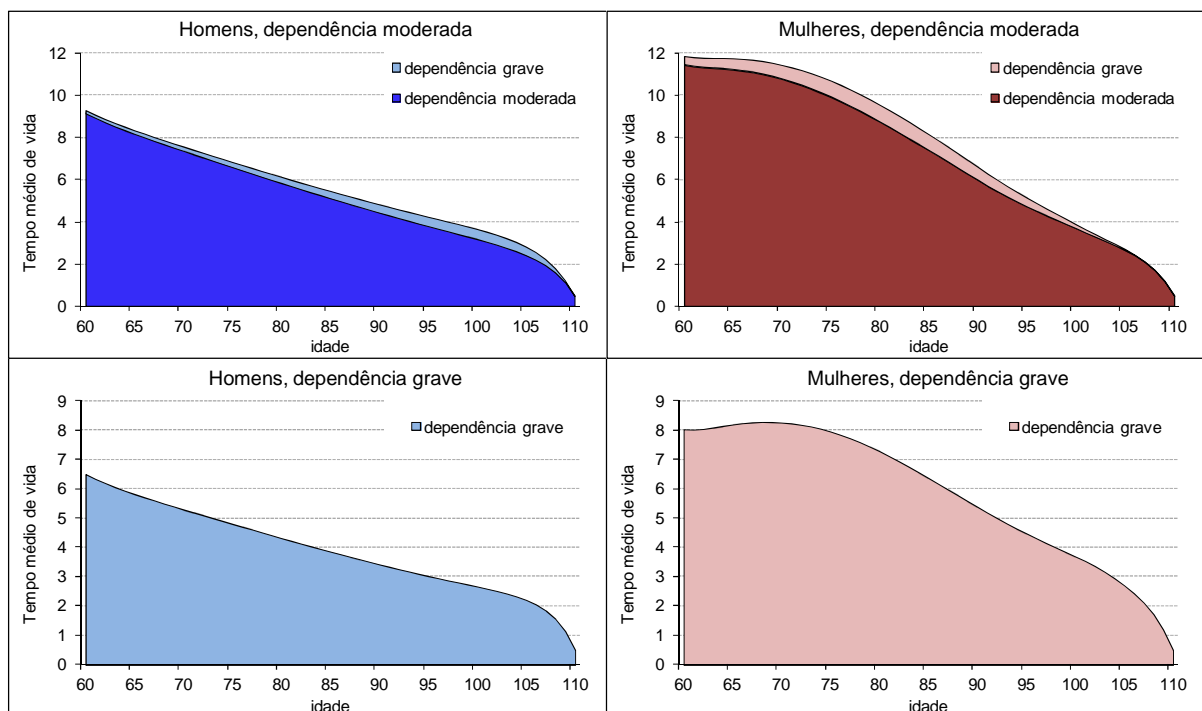 Homens, dependência moderada
12
10
8
6
4
2
0
Tempo médio de vida
dependência grave
dependência moderada
60 65 70 75 80 85 90 95 100 105 110
idade
Mulheres, dependência moderada
12
10
8
6
4
2
0
Tempo médio de vida
dependência grave
dependência moderada
60 65 70 75 80 85 90 95 100 105 110
idade
Homens, dependência grave
9
8
7
6
5
4
3
2
1
0
Tempo médio de vida
dependência grave
60 65 70 75 80 85 90 95 100 105 110
idade
Mulheres, dependência grave
9
8
7
6
5
4
3
2
1
0
Tempo médio de vida
dependência grave
60 65 70 75 80 85 90 95 100 105 110
idade